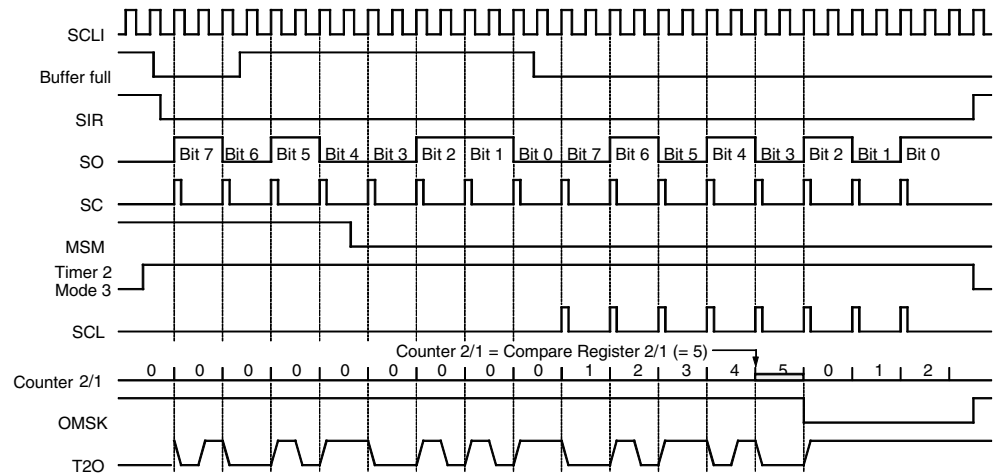 SCLI
Buffer full
SIR
Bit 7 Bit 6 Bit 5 Bit 4 Bit 3 Bit 2 Bit 1 Bit 0 Bit 7 Bit 6 Bit 5 Bit 4 Bit 3 Bit 2 Bit 1 Bit 0
SO
SC
MSM
Timer 2
Mode 3
SCL
Counter 2/1 = Compare Register 2/1 (= 5)
0 0 0 0 0 0 0 0 0 1 2 3 4 5 0 1 2
Counter 2/1
OMSK
T2O